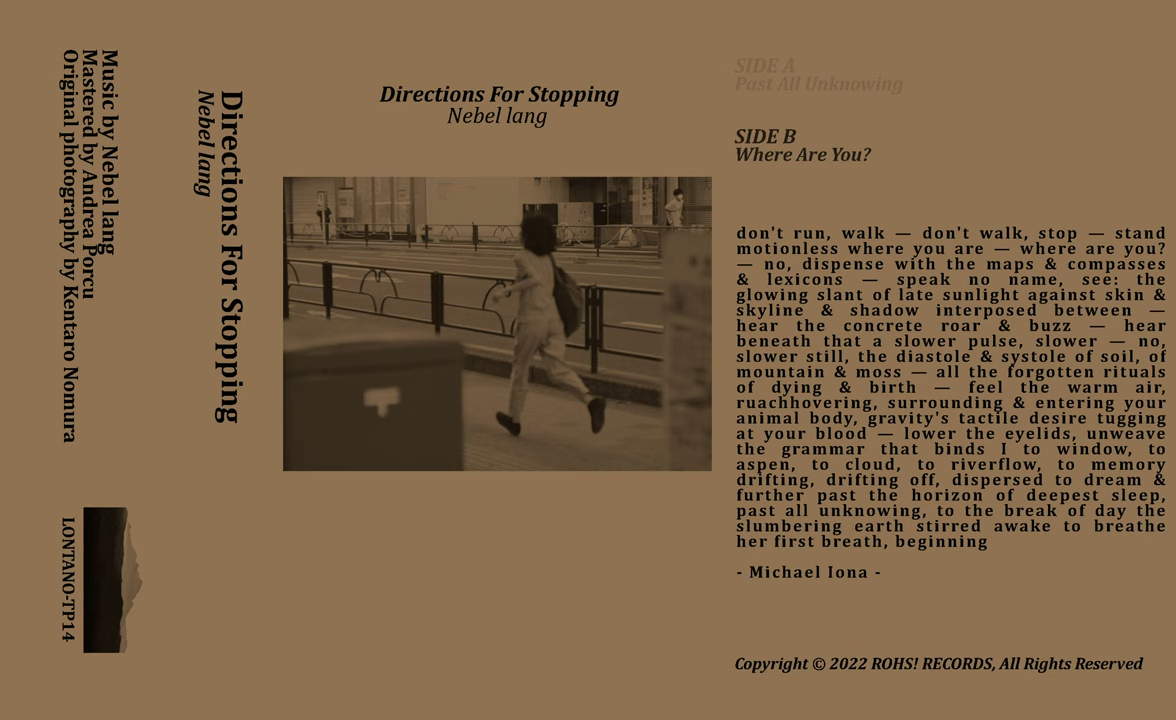 Music by Nebel lang
Mastered by Andrea Porcu
Original photography by Kentaro Nomura
LONTANO-TP14
Directions For Stopping
Nebel lang
Directions For Stopping
Nebel lang
SIDE A
Past All Unknowing
SIDE B
Where Are You?
don't run, walk — don't walk, stop — stand
motionless where you are — where are you?
— no, dispense with the maps & compasses
& lexicons — speak no name, see: the
glowing slant of late sunlight against skin &
skyline & shadow interposed between —
hear the concrete roar & buzz — hear
beneath that a slower pulse, slower — no,
slower still, the diastole & systole of soil, of
mountain & moss — all the forgotten rituals
of dying & birth — feel the warm air,
ruachhovering, surrounding & entering your
animal body, gravity's tactile desire tugging
at your blood — lower the eyelids, unweave
the grammar that binds I to window, to
aspen, to cloud, to riverflow, to memory
drifting, drifting off, dispersed to dream &
further past the horizon of deepest sleep,
past all unknowing, to the break of day the
slumbering earth stirred awake to breathe
her first breath, beginning
- Michael Iona -
Copyright © 2022 ROHS! RECORDS, All Rights Reserved